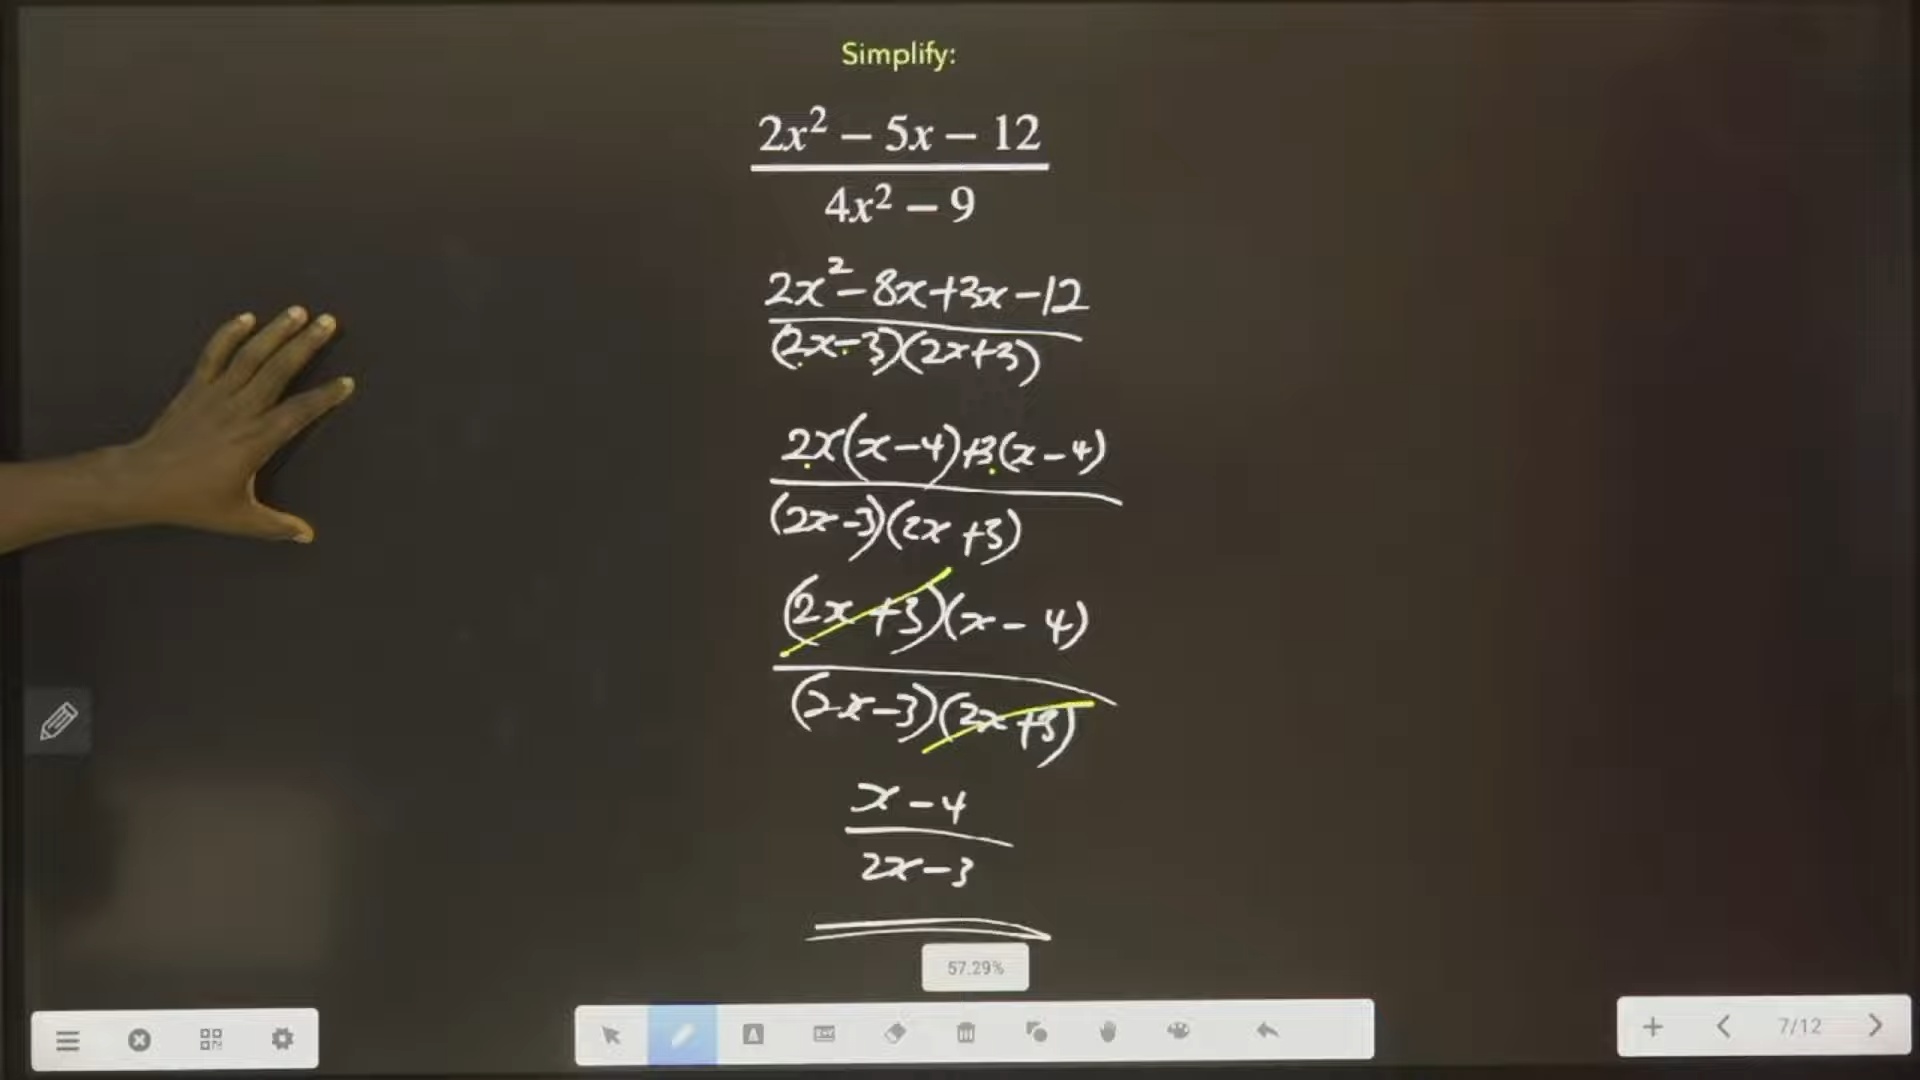 Simplify:
2x² − 5x − 12
4x² − 9
2x² − 8x + 3x − 12
(2x − 3)(2x + 3)
2x(x − 4) + 3(x − 4)
(2x − 3)(2x + 3)
(2x + 3)(x − 4)
(2x − 3)(2x + 3)
x − 4
2x − 3
57.29%
A
7/12